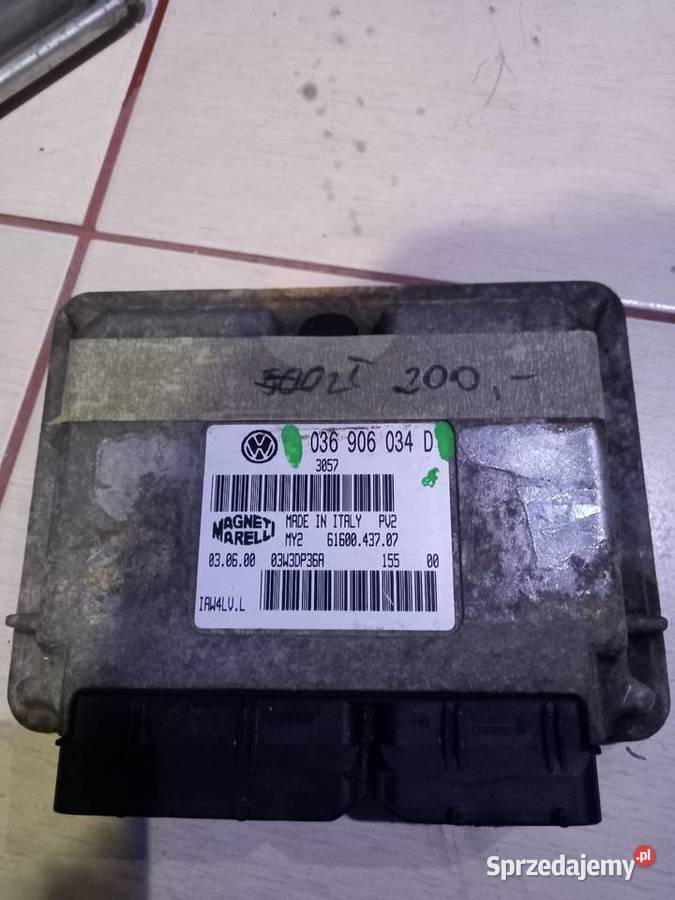 200,-
VW 036 906 034 D
3057
MAGNETI MARELLI
MADE IN ITALY PV2
MY2 61600.437.07
03.06.00 03W3DP36A 155 00
IAW4LV.L
Sprzedajemy.pl